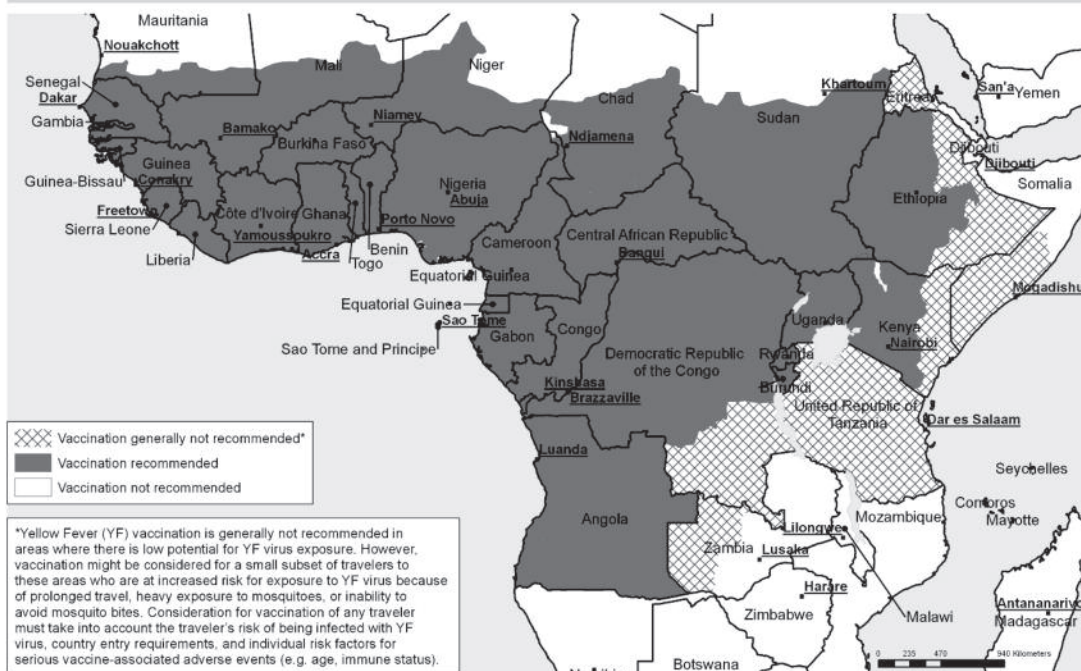 Mauritania
Nouakchott
Mali
Niger
Chad
Khartoum
Eritrea
San'a
Yemen
Senegal
Dakar
Gambia
Bamako
Niamey
Burkina Faso
Ndjamena
Sudan
Djibouti
Djibouti
Somalia
Guinea
Conakry
Guinea-Bissau
Nigeria
Abuja
Ethiopia
Freetown
Sierra Leone
Côte d'Ivoire
Ghana
Yamoussoukro
Porto Novo
Cameroon
Central African Republic
Bangui
Liberia
Accra
Togo
Benin
Equatorial Guinea
Mogadishu
Equatorial Guinea
Sao Tome
Gabon
Congo
Uganda
Kenya
Nairobi
Sao Tome and Principe
Democratic Republic
of the Congo
Rwanda
Burundi
Kinshasa
Brazzaville
United Republic of
Tanzania
Dar es Salaam
Luanda
Seychelles
Angola
Comoros
Mayotte
Mozambique
Lilongwe
Zambia
Lusaka
Harare
Zimbabwe
Malawi
Antananarivo
Madagascar
Botswana
Vaccination generally not recommended*
Vaccination recommended
Vaccination not recommended
*Yellow Fever (YF) vaccination is generally not recommended in
areas where there is low potential for YF virus exposure. However,
vaccination might be considered for a small subset of travelers to
these areas who are at increased risk for exposure to YF virus because
of prolonged travel, heavy exposure to mosquitoes, or inability to
avoid mosquito bites. Consideration for vaccination of any traveler
must take into account the traveler's risk of being infected with YF
virus, country entry requirements, and individual risk factors for
serious vaccine-associated adverse events (e.g. age, immune status).
0 235 470 940 Kilometers